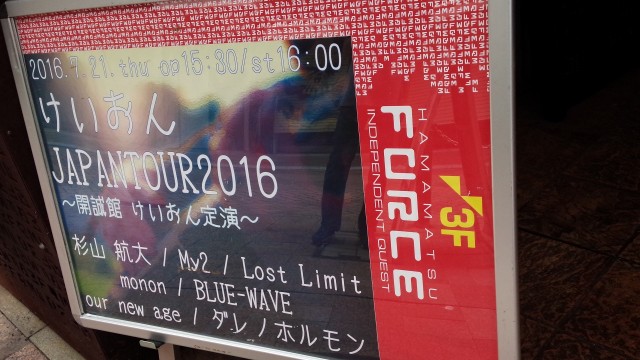 2016.7.21.thu op15:30/st16:00
けいおん
JAPANTOUR2016
～開誠館 けいおん定演～
杉山 航大 / My2 / Lost Limit
monon / BLUE-WAVE
our new age / ダレノホルモン
HAMAMATSU
FORCE
INDEPENDENT QUEST
3F